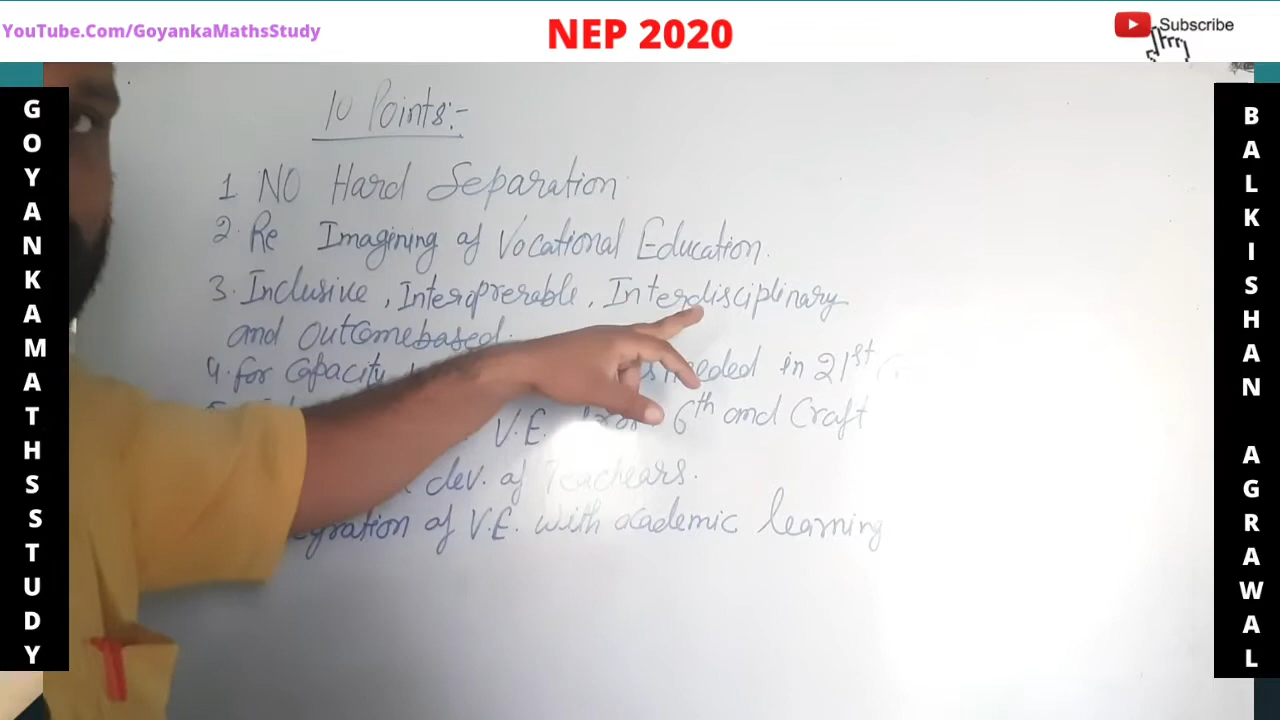 YouTube.Com/GoyankaMathsStudy
NEP 2020
Subscribe
GOYANKAMATHSSTUDY
10 Points:-
1 NO Hard Separation
2. Re Imagining of Vocational Education.
3. Inclusive, Interoprerable, Interdisciplinary
and outcomebased.
4. for Capacity needed in 21st
V.E. from 6th and Craft
dev. of Teachears.
V.E. with academic learning
BALKISHAN AGRAWAL